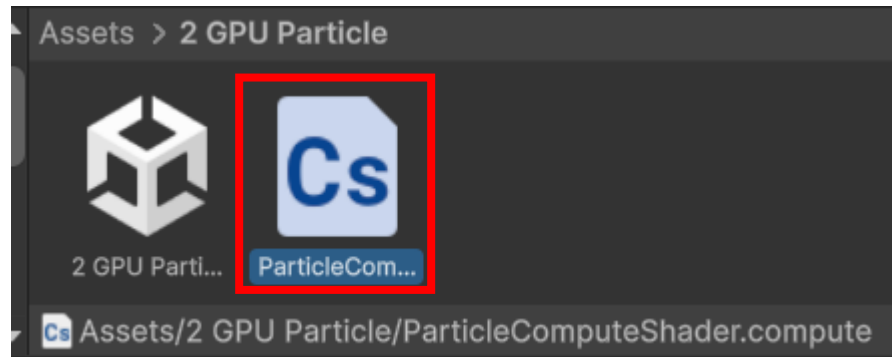 Assets > 2 GPU Particle
Cs
2 GPU Parti...
ParticleCom...
Cs Assets/2 GPU Particle/ParticleComputeShader.compute